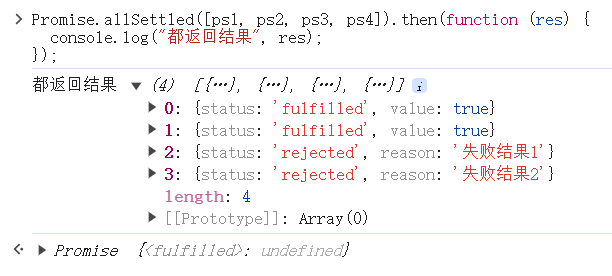 > Promise.allSettled([ps1, ps2, ps3, ps4]).then(function (res) {
console.log("都返回结果", res);
});
都返回结果 ▼ (4) [{…}, {…}, {…}, {…}] i
▶ 0: {status: 'fulfilled', value: true}
▶ 1: {status: 'fulfilled', value: true}
▶ 2: {status: 'rejected', reason: '失败结果1'}
▶ 3: {status: 'rejected', reason: '失败结果2'}
length: 4
▶ [[Prototype]]: Array(0)
▶ Promise {<fulfilled>: undefined}